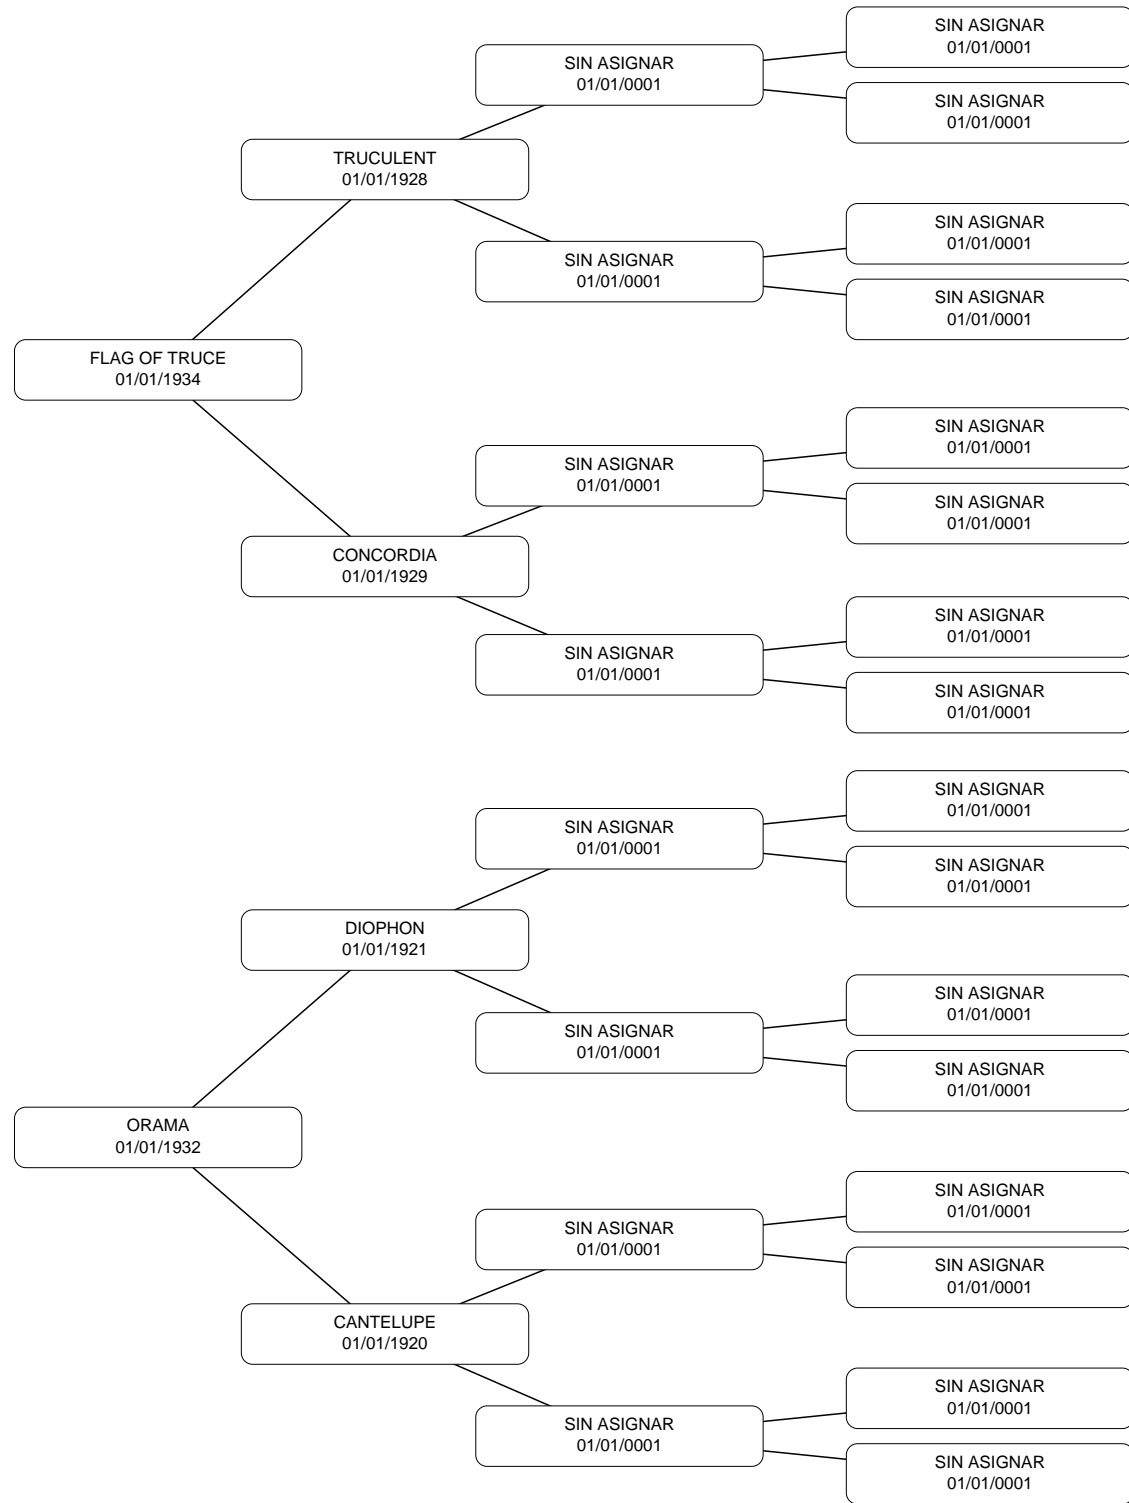 SIN ASIGNAR
01/01/0001
SIN ASIGNAR
01/01/0001
SIN ASIGNAR
01/01/0001
TRUCULENT
01/01/1928
SIN ASIGNAR
01/01/0001
SIN ASIGNAR
01/01/0001
SIN ASIGNAR
01/01/0001
FLAG OF TRUCE
01/01/1934
SIN ASIGNAR
01/01/0001
SIN ASIGNAR
01/01/0001
SIN ASIGNAR
01/01/0001
CONCORDIA
01/01/1929
SIN ASIGNAR
01/01/0001
SIN ASIGNAR
01/01/0001
SIN ASIGNAR
01/01/0001
SIN ASIGNAR
01/01/0001
SIN ASIGNAR
01/01/0001
SIN ASIGNAR
01/01/0001
DIOPHON
01/01/1921
SIN ASIGNAR
01/01/0001
SIN ASIGNAR
01/01/0001
SIN ASIGNAR
01/01/0001
ORAMA
01/01/1932
SIN ASIGNAR
01/01/0001
SIN ASIGNAR
01/01/0001
SIN ASIGNAR
01/01/0001
CANTELUPE
01/01/1920
SIN ASIGNAR
01/01/0001
SIN ASIGNAR
01/01/0001
SIN ASIGNAR
01/01/0001